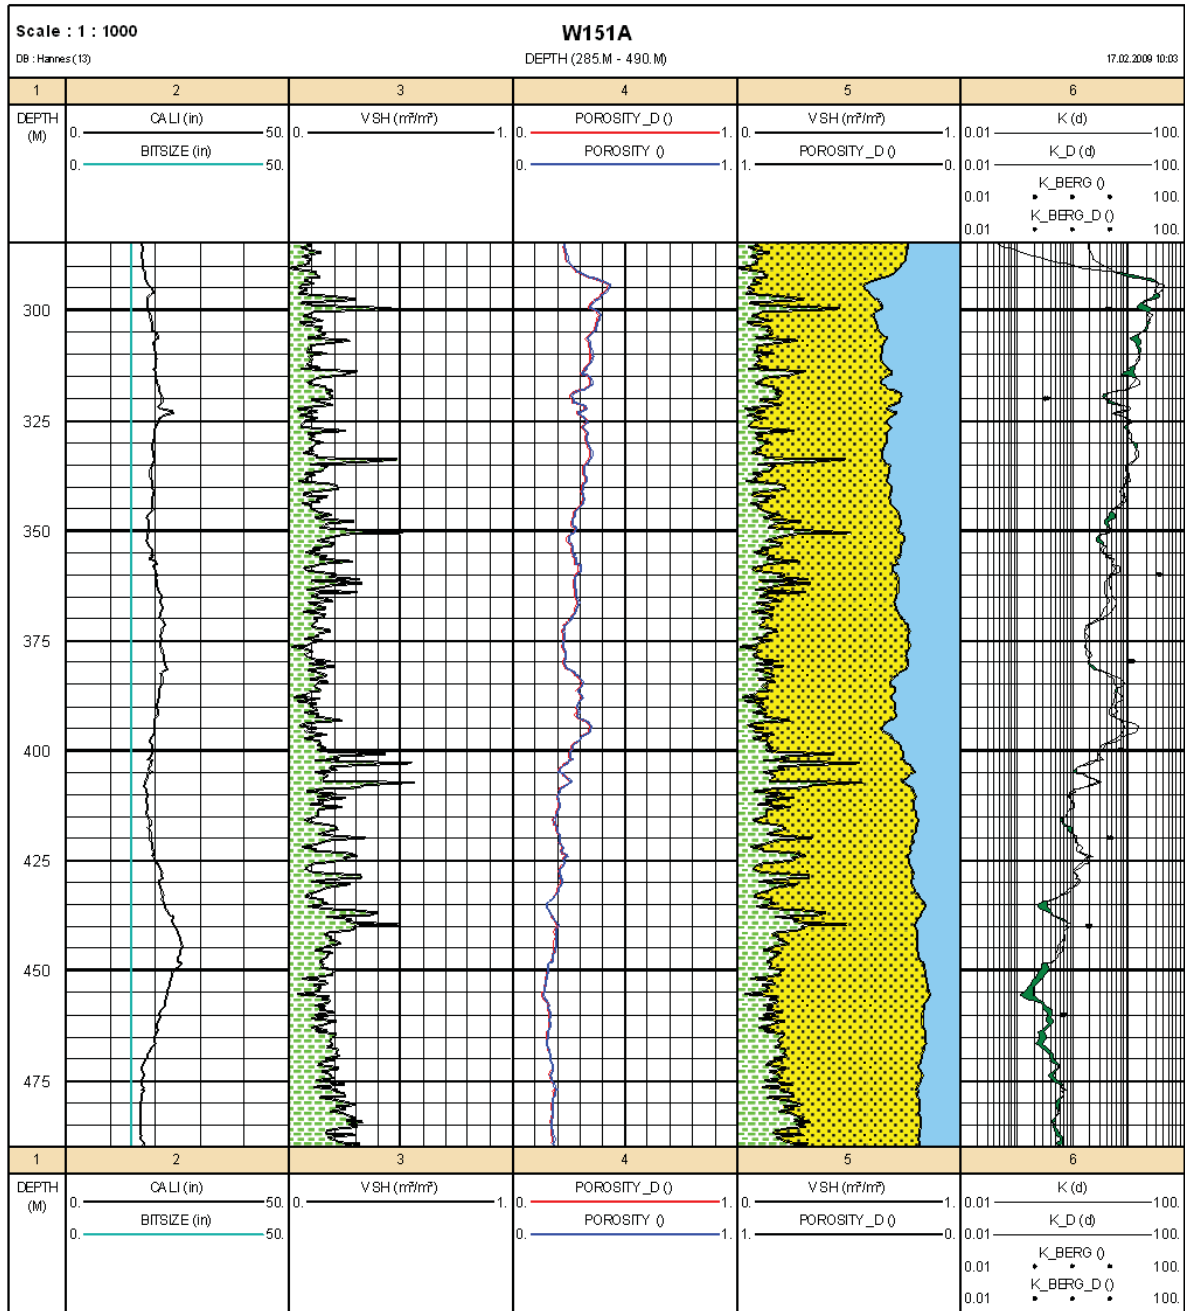 Scale : 1 : 1000
W151A
DB : Hannes (13)
DEPTH (285.M - 490.M)
17.02.2009 10:03
1 2 3 4 5 6
DEPTH (M)
CALI (in)
0. 50.
BITSIZE (in)
0. 50.
VSH (m³/m³)
0. 1.
POROSITY_D ()
0. 1.
POROSITY ()
0. 1.
VSH (m³/m³)
0. 1.
POROSITY_D ()
1. 0.
K (d)
0.01 100.
K_D (d)
0.01 100.
K_BERG ()
0.01 100.
K_BERG_D ()
0.01 100.
300
325
350
375
400
425
450
475
1 2 3 4 5 6
DEPTH (M)
CALI (in)
0. 50.
BITSIZE (in)
0. 50.
VSH (m³/m³)
0. 1.
POROSITY_D ()
0. 1.
POROSITY ()
0. 1.
VSH (m³/m³)
0. 1.
POROSITY_D ()
1. 0.
K (d)
0.01 100.
K_D (d)
0.01 100.
K_BERG ()
0.01 100.
K_BERG_D ()
0.01 100.